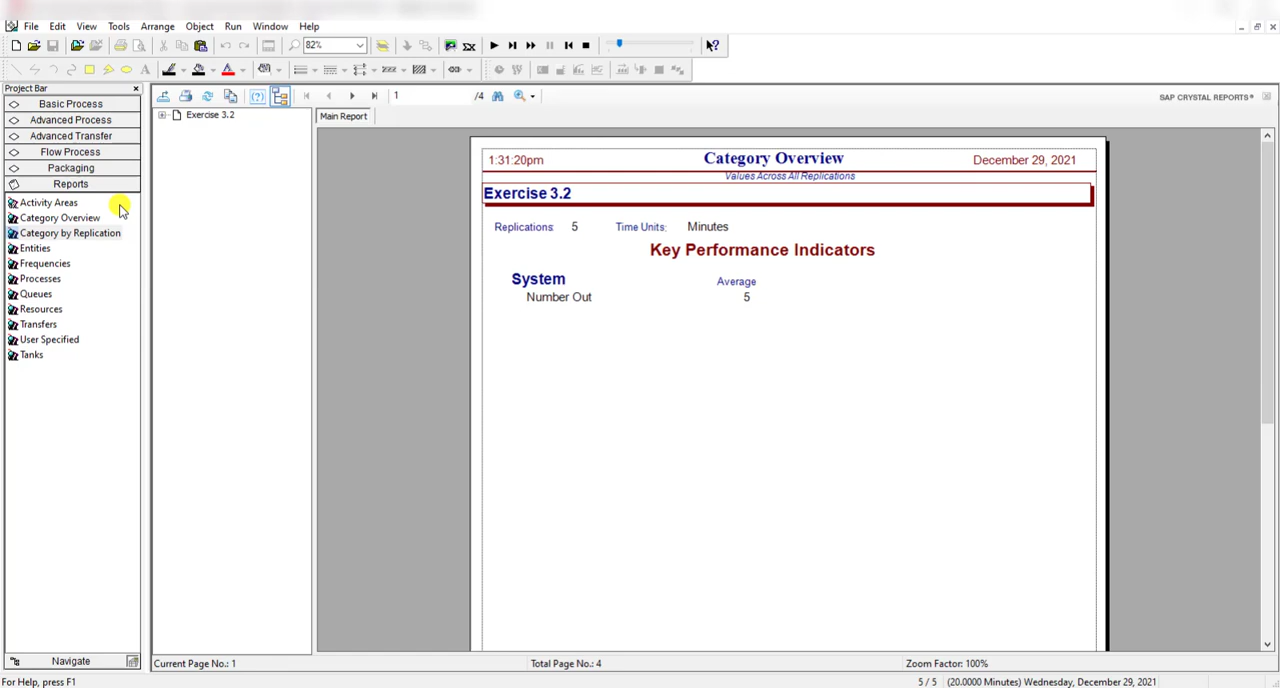 File Edit View Tools Arrange Object Run Window Help
82%
Project Bar
Basic Process
Advanced Process
Advanced Transfer
Flow Process
Packaging
Reports
Activity Areas
Category Overview
Category by Replication
Entities
Frequencies
Processes
Queues
Resources
Transfers
User Specified
Tanks
Navigate
1 /4
SAP CRYSTAL REPORTS®
Exercise 3.2
Main Report
1:31:20pm Category Overview December 29, 2021
Values Across All Replications
Exercise 3.2
Replications: 5 Time Units: Minutes
Key Performance Indicators
System Average
Number Out 5
Current Page No.: 1 Total Page No.: 4 Zoom Factor: 100%
For Help, press F1 5 / 5 (20.0000 Minutes) Wednesday, December 29, 2021